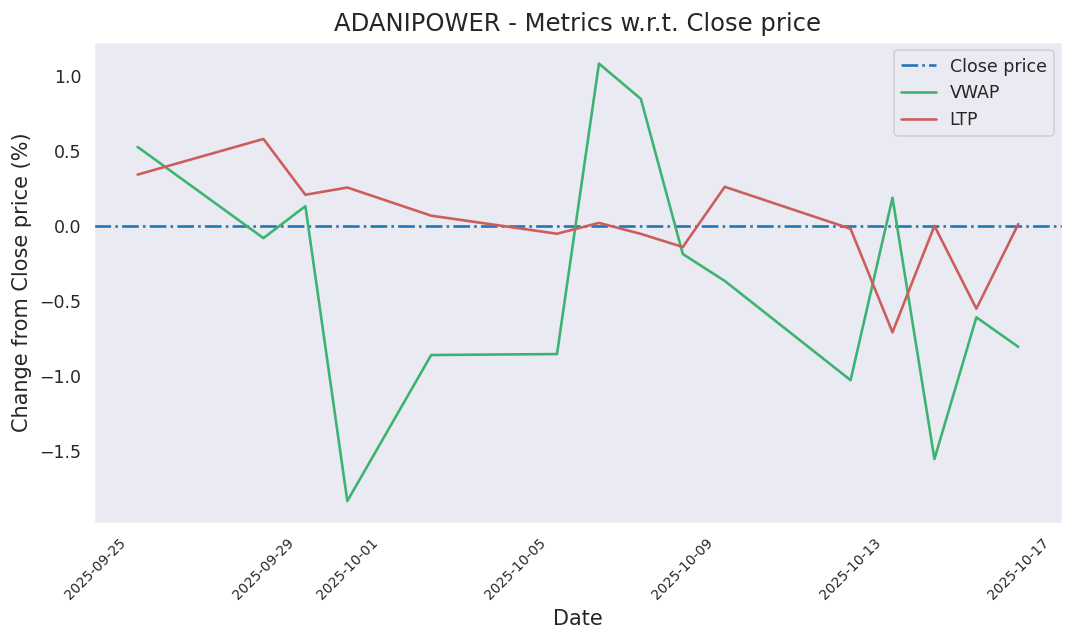 ADANIPOWER - Metrics w.r.t. Close price
Close price
VWAP
LTP
Change from Close price (%)
1.0
0.5
0.0
−0.5
−1.0
−1.5
2025-09-25
2025-09-29
2025-10-01
2025-10-05
2025-10-09
2025-10-13
2025-10-17
Date